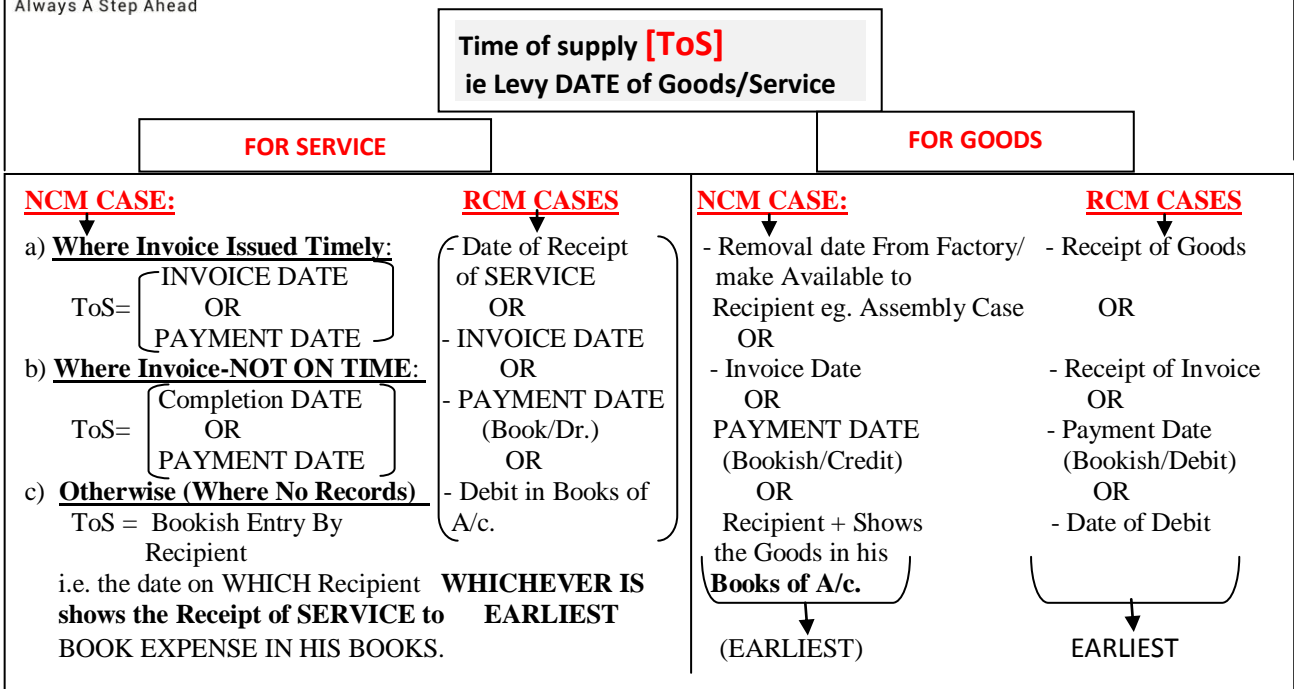 Always A Step Ahead
Time of supply [ToS]
ie Levy DATE of Goods/Service
FOR SERVICE
FOR GOODS
NCM CASE:
a) Where Invoice Issued Timely:
INVOICE DATE
ToS= OR
PAYMENT DATE
b) Where Invoice-NOT ON TIME:
Completion DATE
ToS= OR
PAYMENT DATE
c) Otherwise (Where No Records)
ToS = Bookish Entry By
Recipient
i.e. the date on WHICH Recipient
shows the Receipt of SERVICE to
BOOK EXPENSE IN HIS BOOKS.
RCM CASES
- Date of Receipt
of SERVICE
OR
- INVOICE DATE
OR
- PAYMENT DATE
(Book/Dr.)
OR
- Debit in Books of
A/c.
WHICHEVER IS
EARLIEST
NCM CASE:
- Removal date From Factory/
make Available to
Recipient eg. Assembly Case
OR
- Invoice Date
OR
PAYMENT DATE
(Bookish/Credit)
OR
Recipient + Shows
the Goods in his
Books of A/c.
(EARLIEST)
RCM CASES
- Receipt of Goods
OR
- Receipt of Invoice
OR
- Payment Date
(Bookish/Debit)
OR
- Date of Debit
EARLIEST